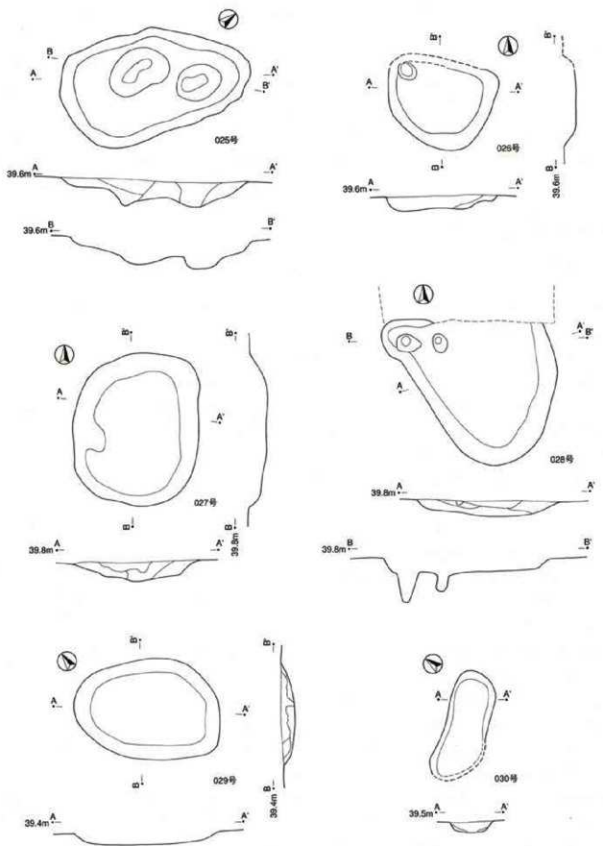 B
A
A'
B'
025号
39.6m A
A'
39.6m B
B'
B'
A
A'
B
026号
B'
B
39.6m
39.6m A
A'
B'
A
A'
B
027号
B'
B
39.8m
39.8m A
A'
B
A'
B'
A
028号
39.8m A
A'
39.8m B
B'
B'
A
A'
B
029号
B'
B
39.4m
39.4m A
A'
A
A'
030号
39.5m A
A'